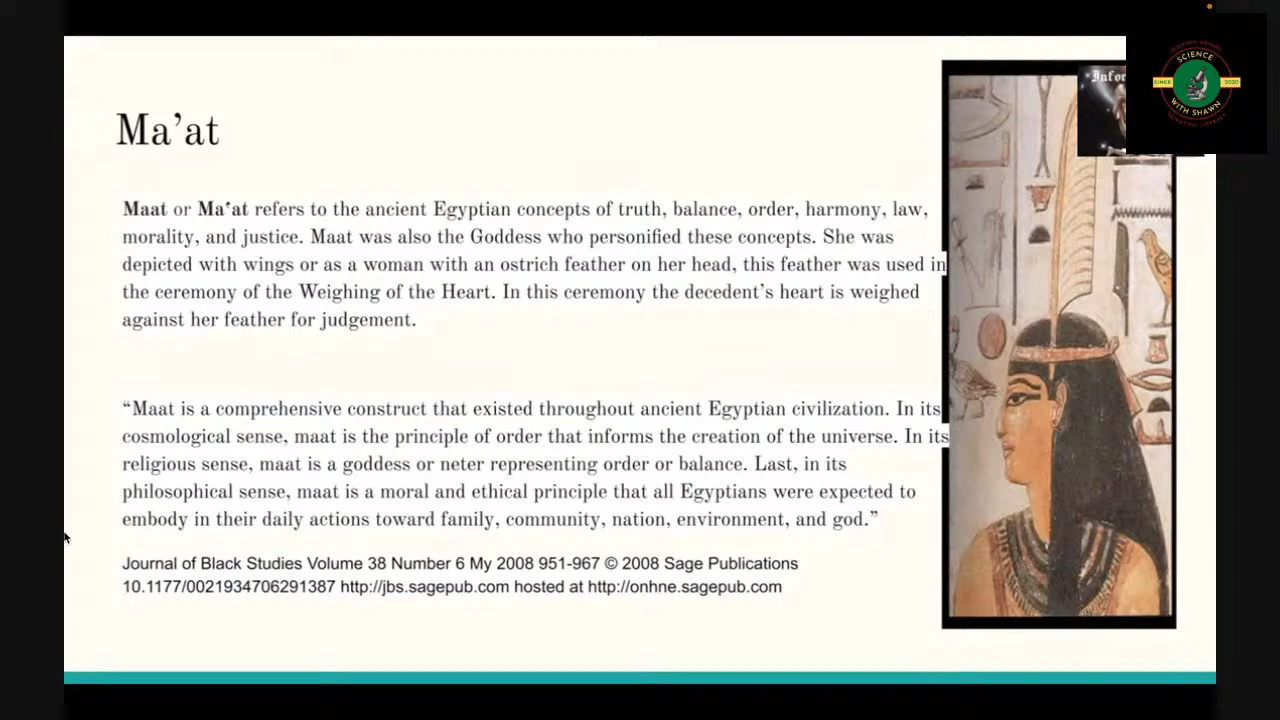 Ma’at
Maat or Maʽat refers to the ancient Egyptian concepts of truth, balance, order, harmony, law,
morality, and justice. Maat was also the Goddess who personified these concepts. She was
depicted with wings or as a woman with an ostrich feather on her head, this feather was used in
the ceremony of the Weighing of the Heart. In this ceremony the decedent’s heart is weighed
against her feather for judgement.
“Maat is a comprehensive construct that existed throughout ancient Egyptian civilization. In its
cosmological sense, maat is the principle of order that informs the creation of the universe. In its
religious sense, maat is a goddess or neter representing order or balance. Last, in its
philosophical sense, maat is a moral and ethical principle that all Egyptians were expected to
embody in their daily actions toward family, community, nation, environment, and god.”
Journal of Black Studies Volume 38 Number 6 My 2008 951-967 © 2008 Sage Publications
10.1177/0021934706291387 http://jbs.sagepub.com hosted at http://onhne.sagepub.com
SCIENCE
SINCE 2020
WITH SHAWN
SCIENTIFIC LITERACY